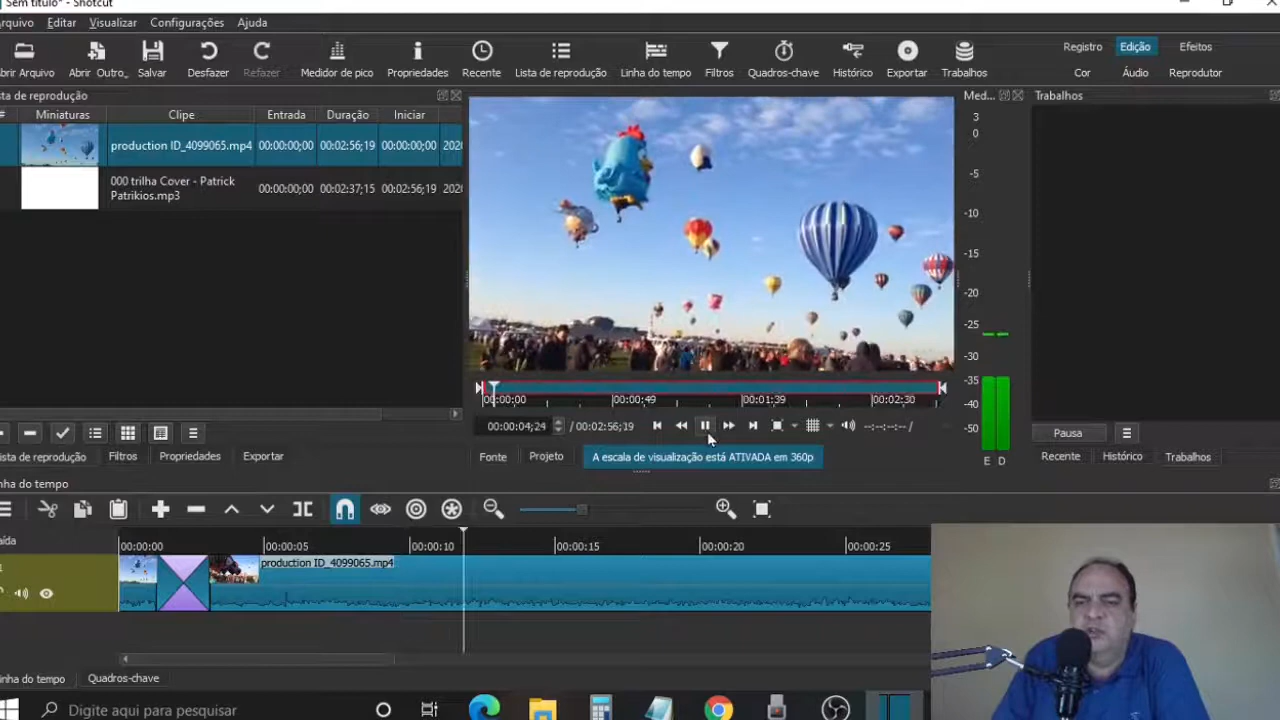 Sem título* - Shotcut
rquivo Editar Visualizar Configurações Ajuda
brir Arquivo Abrir Outro_ Salvar Desfazer Refazer Medidor de pico Propriedades Recente Lista de reprodução Linha do tempo Filtros Quadros-chave Histórico Exportar Trabalhos
Registro Edição Efeitos
Cor Áudio Reprodutor
sta de reprodução
Med... Trabalhos
# Miniaturas Clipe Entrada Duração Iniciar
production ID_4099065.mp4 00:00:00;00 00:02:56;19 00:00:00;00 2020
000 trilha Cover - Patrick
Patrikios.mp3
00:00:00;00 00:02:37;15 00:02:56;19 2020
3
0
-5
-10
-15
-20
-25
-30
-35
-40
-50
E D
00:00:00 00:00:49 00:01:39 00:02:30
00:00:04;24 / 00:02:56;19 --:--:--:-- /
Fonte Projeto A escala de visualização está ATIVADA em 360p
Pausa
sta de reprodução Filtros Propriedades Exportar
Recente Histórico Trabalhos
nha do tempo
aída
00:00:00 00:00:05 00:00:10 00:00:15 00:00:20 00:00:25
production ID_4099065.mp4
nha do tempo Quadros-chave
Digite aqui para pesquisar